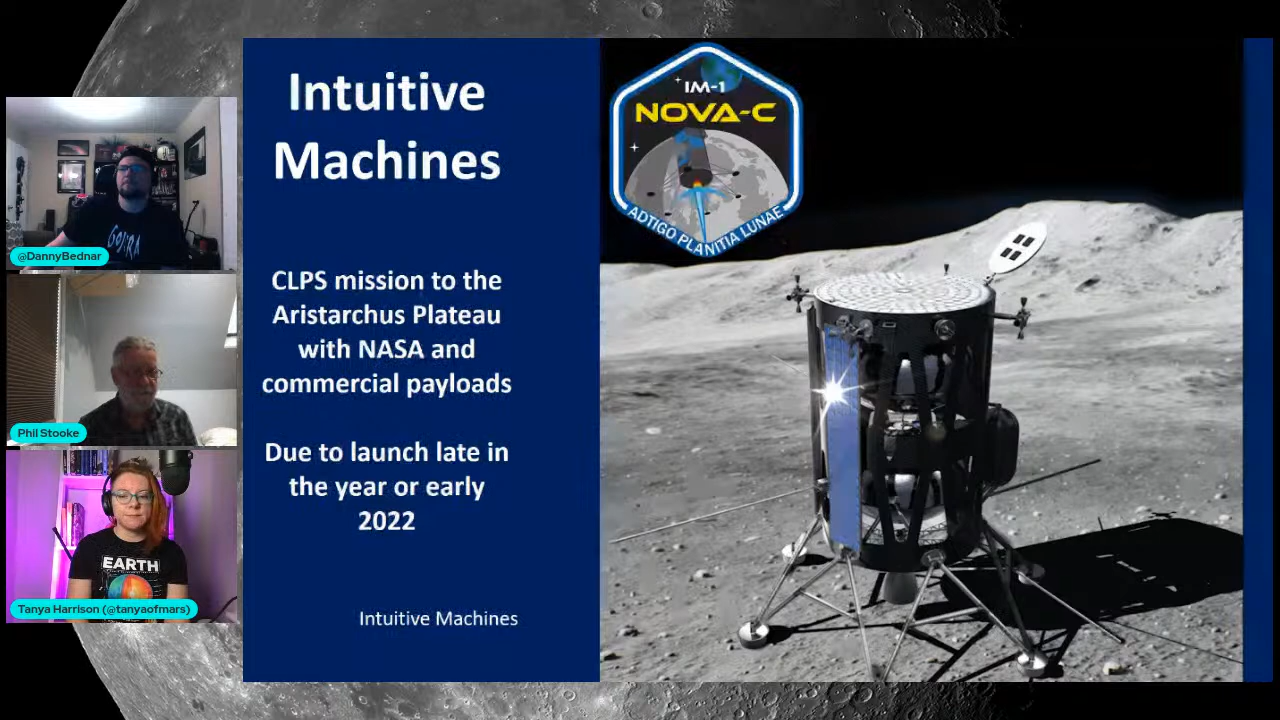 Intuitive
Machines
CLPS mission to the
Aristarchus Plateau
with NASA and
commercial payloads
Due to launch late in
the year or early
2022
Intuitive Machines
IM-1
NOVA-C
ADTIGO PLANITIA LUNAE
GOJIRA
@DannyBednar
Phil Stooke
EARTH
Tanya Harrison (@tanyaofmars)